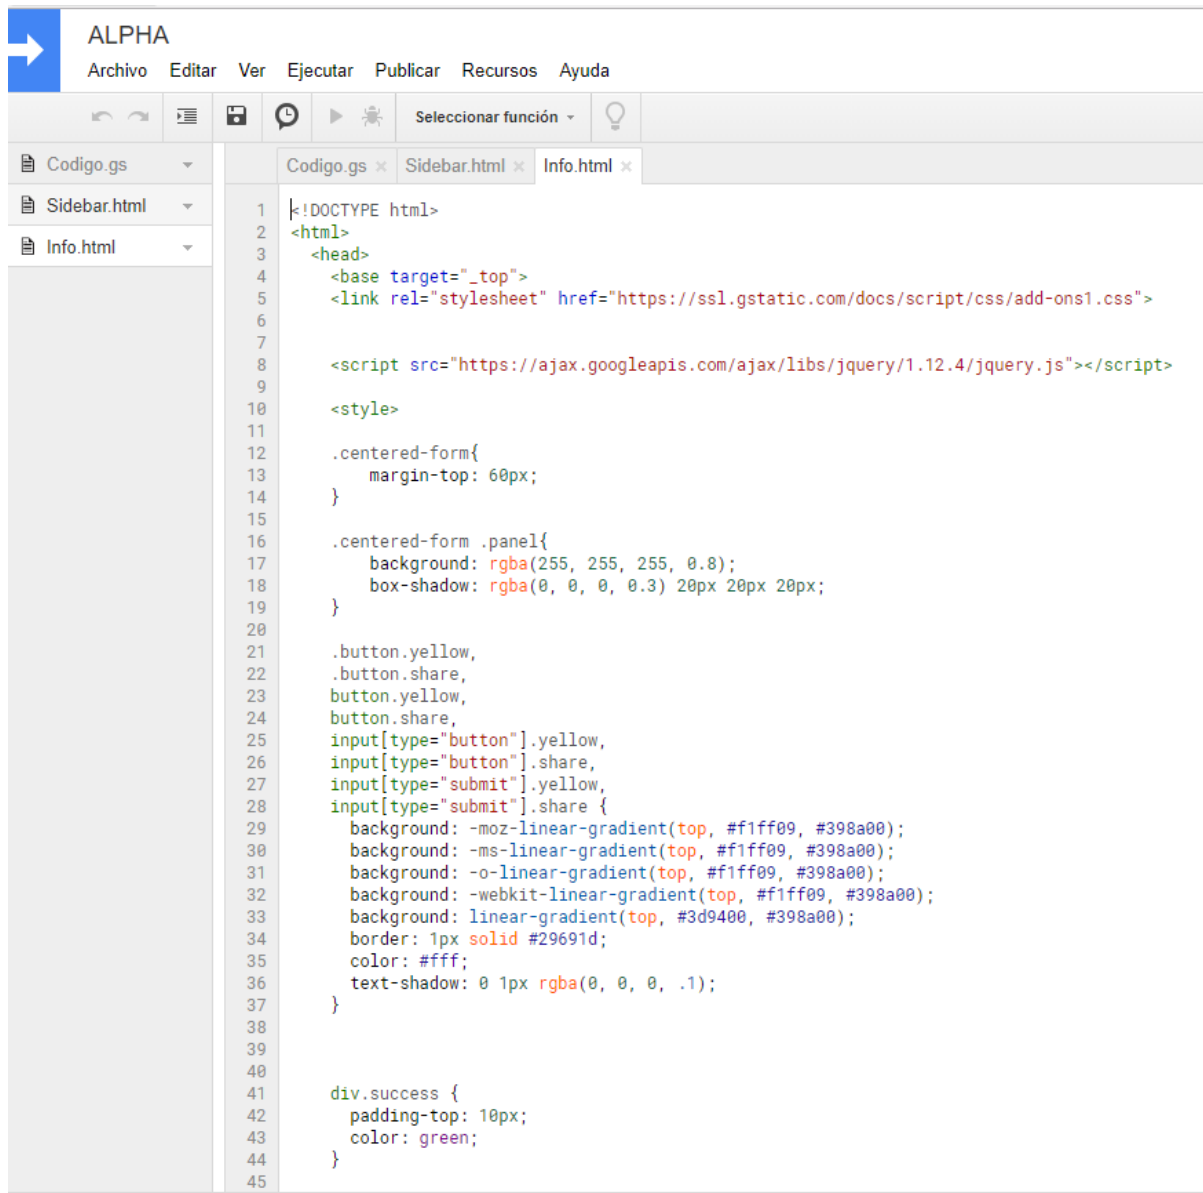 ALPHA
Archivo Editar Ver Ejecutar Publicar Recursos Ayuda
Seleccionar función
Codigo.gs
Sidebar.html
Info.html
Codigo.gs × Sidebar.html × Info.html ×
1 <!DOCTYPE html>
2 <html>
3 <head>
4 <base target="_top">
5 <link rel="stylesheet" href="https://ssl.gstatic.com/docs/script/css/add-ons1.css">
6
7
8 <script src="https://ajax.googleapis.com/ajax/libs/jquery/1.12.4/jquery.js"></script>
9
10 <style>
11
12 .centered-form{
13 margin-top: 60px;
14 }
15
16 .centered-form .panel{
17 background: rgba(255, 255, 255, 0.8);
18 box-shadow: rgba(0, 0, 0, 0.3) 20px 20px 20px;
19 }
20
21 .button.yellow,
22 .button.share,
23 button.yellow,
24 button.share,
25 input[type="button"].yellow,
26 input[type="button"].share,
27 input[type="submit"].yellow,
28 input[type="submit"].share {
29 background: -moz-linear-gradient(top, #f1ff09, #398a00);
30 background: -ms-linear-gradient(top, #f1ff09, #398a00);
31 background: -o-linear-gradient(top, #f1ff09, #398a00);
32 background: -webkit-linear-gradient(top, #f1ff09, #398a00);
33 background: linear-gradient(top, #3d9400, #398a00);
34 border: 1px solid #29691d;
35 color: #fff;
36 text-shadow: 0 1px rgba(0, 0, 0, .1);
37 }
38
39
40
41 div.success {
42 padding-top: 10px;
43 color: green;
44 }
45